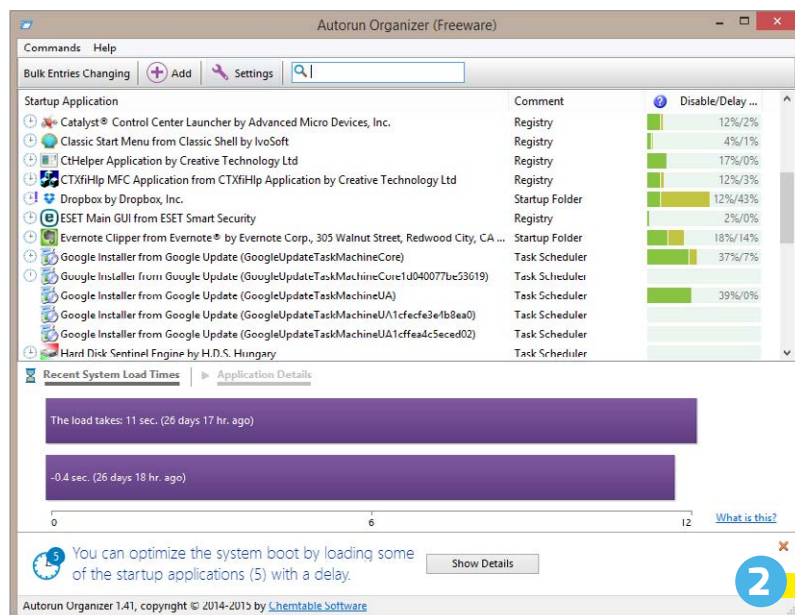 Autorun Organizer (Freeware)
Commands Help
Bulk Entries Changing Add Settings
Startup Application Comment Disable/Delay ...
Catalyst® Control Center Launcher by Advanced Micro Devices, Inc. Registry 12%/2%
Classic Start Menu from Classic Shell by IvoSoft Registry 4%/1%
CtHelper Application by Creative Technology Ltd Registry 17%/0%
CTXfiHlp MFC Application from CTXfiHlp Application by Creative Technology Ltd Registry 12%/3%
Dropbox by Dropbox, Inc. Startup Folder 12%/43%
ESET Main GUI from ESET Smart Security Registry 2%/0%
Evernote Clipper from Evernote® by Evernote Corp., 305 Walnut Street, Redwood City, CA ... Startup Folder 18%/14%
Google Installer from Google Update (GoogleUpdateTaskMachineCore) Task Scheduler 37%/7%
Google Installer from Google Update (GoogleUpdateTaskMachineCore1d040077be53619) Task Scheduler
Google Installer from Google Update (GoogleUpdateTaskMachineUA) Task Scheduler 39%/0%
Google Installer from Google Update (GoogleUpdateTaskMachineUA1cfecfe3e4b8ea0) Task Scheduler
Google Installer from Google Update (GoogleUpdateTaskMachineUA1cffea4c5eced02) Task Scheduler
Hard Disk Sentinel Engine by H.D.S. Hungary Task Scheduler
Recent System Load Times Application Details
The load takes: 11 sec. (26 days 17 hr. ago)
-0.4 sec. (26 days 18 hr. ago)
0 6 12 What is this?
5 You can optimize the system boot by loading some
of the startup applications (5) with a delay.
Show Details
2
Autorun Organizer 1.41, copyright © 2014-2015 by Chemtable Software